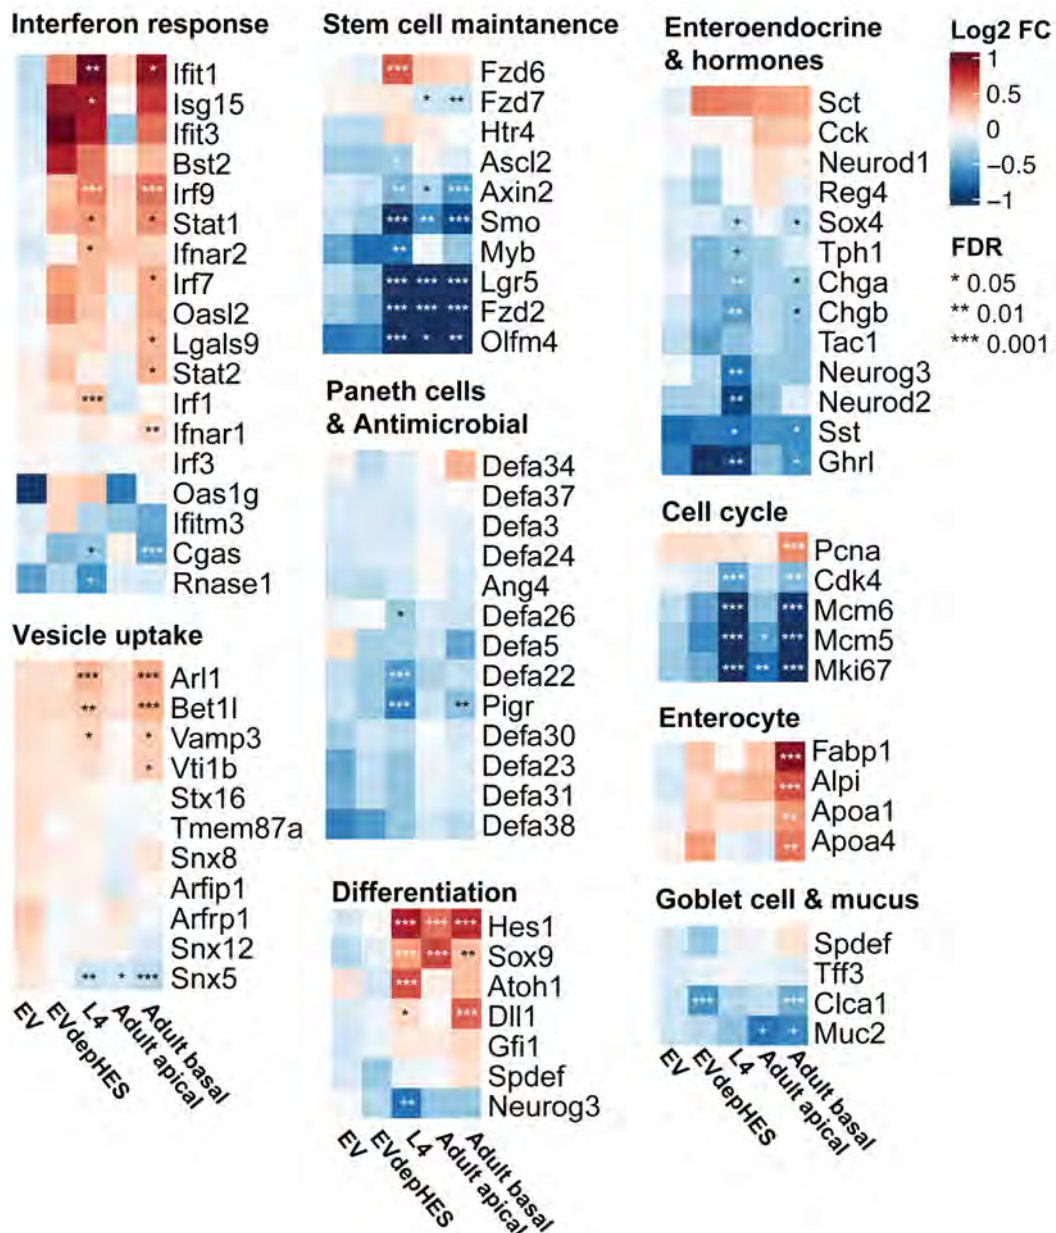 Interferon response
** * Ifit1
* Isg15
Ifit3
Bst2
*** *** Irf9
* * Stat1
* Ifnar2
* Irf7
Oasl2
* Lgals9
* Stat2
*** Irf1
** Ifnar1
Irf3
Oas1g
Ifitm3
* *** Cgas
* Rnase1
Vesicle uptake
*** *** Arl1
** *** Bet1l
* * Vamp3
* Vti1b
Stx16
Tmem87a
Snx8
Arfip1
Arfrp1
Snx12
** * *** Snx5
EV
EVdepHES
L4
Adult apical
Adult basal
Stem cell maintanence
*** Fzd6
* ** Fzd7
Htr4
* Ascl2
** * *** Axin2
*** ** *** Smo
** Myb
*** *** *** Lgr5
*** *** *** Fzd2
*** * ** Olfm4
Paneth cells
& Antimicrobial
Defa34
Defa37
Defa3
Defa24
Ang4
* Defa26
Defa5
*** Defa22
*** ** Pigr
Defa30
Defa23
Defa31
Defa38
Differentiation
*** *** *** Hes1
*** *** ** Sox9
*** Atoh1
* *** Dll1
Gfi1
Spdef
** Neurog3
EV
EVdepHES
L4
Adult apical
Adult basal
Enteroendocrine
& hormones
Sct
Cck
Neurod1
Reg4
* * Sox4
* Tph1
** * Chga
** * Chgb
Tac1
** Neurog3
** Neurod2
* * Sst
** * Ghrl
Cell cycle
*** Pcna
*** ** Cdk4
*** *** Mcm6
*** * *** Mcm5
*** ** *** Mki67
Enterocyte
*** Fabp1
*** Alpi
** Apoa1
** Apoa4
Goblet cell & mucus
Spdef
Tff3
*** *** Clca1
* * Muc2
EV
EVdepHES
L4
Adult apical
Adult basal
Log2 FC
1
0.5
0
−0.5
−1
FDR
* 0.05
** 0.01
*** 0.001